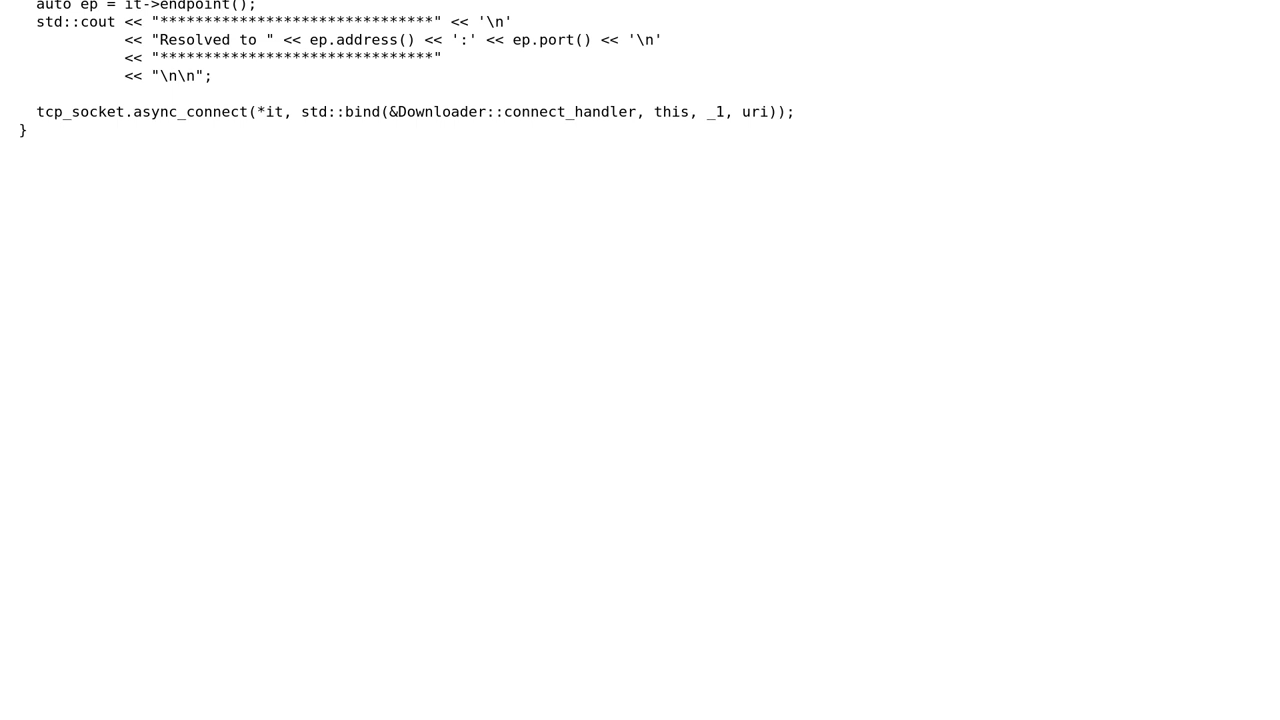 auto ep = it->endpoint();
std::cout << "*******************************" << '\n'
<< "Resolved to " << ep.address() << ':' << ep.port() << '\n'
<< "********************************"
<< "\n\n";
tcp_socket.async_connect(*it, std::bind(&Downloader::connect_handler, this, _1, uri));
}